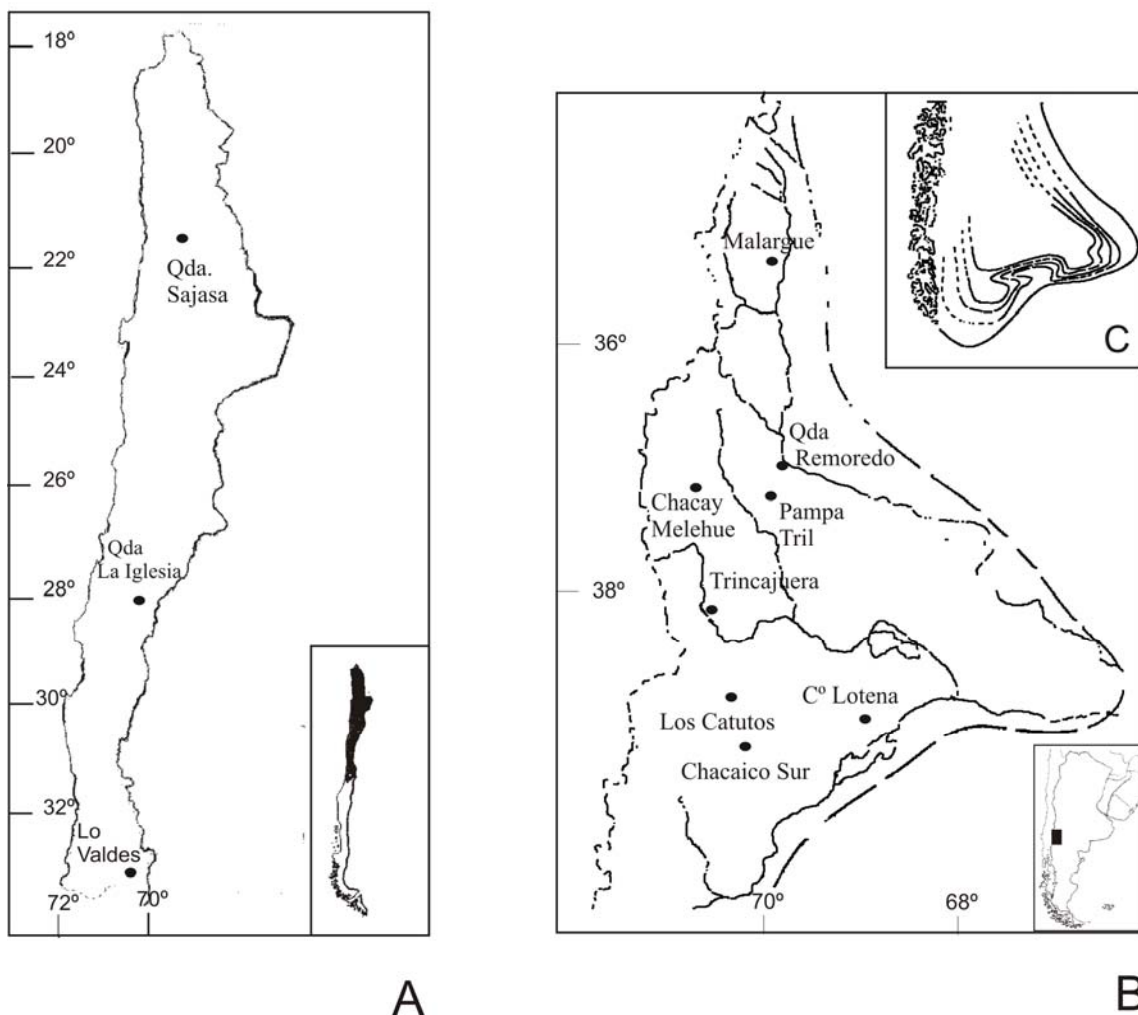 18º
20º
Qda.
Sajasa
22º
24º
26º
Qda
La Iglesia
28º
30º
32º
Lo
Valdes
72º
70º
A
C
Malargue
36º
Qda
Remoredo
Chacay
Melehue
Pampa
Tril
Trincajuera
38º
Los Catutos
Cº Lotena
Chacaico Sur
70º
68º
B